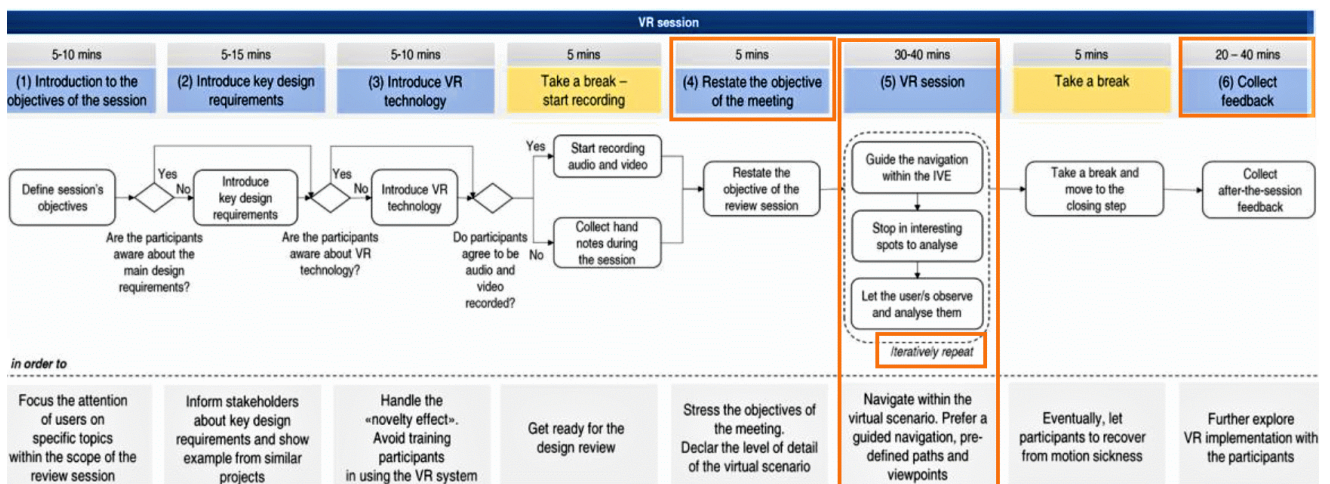 VR session
5-10 mins
5-15 mins
5-10 mins
5 mins
5 mins
30-40 mins
5 mins
20 – 40 mins
(1) Introduction to the
objectives of the session
(2) Introduce key design
requirements
(3) Introduce VR
technology
Take a break –
start recording
(4) Restate the objective
of the meeting
(5) VR session
Take a break
(6) Collect
feedback
Define session's
objectives
Yes
No
Are the participants
aware about the
main design
requirements?
Introduce
key design
requirements
Yes
No
Are the participants
aware about VR
technology?
Introduce VR
technology
Do participants
agree to be
audio and
video
recorded?
Yes
No
Start recording
audio and video
Collect hand
notes during
the session
Restate the
objective of the
review session
Guide the navigation
within the IVE
Stop in interesting
spots to analyse
Let the user/s observe
and analyse them
Iteratively repeat
Take a break and
move to the
closing step
Collect
after-the-session
feedback
in order to
Focus the attention
of users on
specific topics
within the scope of the
review session
Inform stakeholders
about key design
requirements and show
example from similar
projects
Handle the
«novelty effect».
Avoid training
participants
in using the VR system
Get ready for the
design review
Stress the objectives of
the meeting.
Declar the level of detail
of the virtual scenario
Navigate within the
virtual scenario. Prefer a
guided navigation, pre-
defined paths and
viewpoints
Eventually, let
participants to recover
from motion sickness
Further explore
VR implementation with
the participants